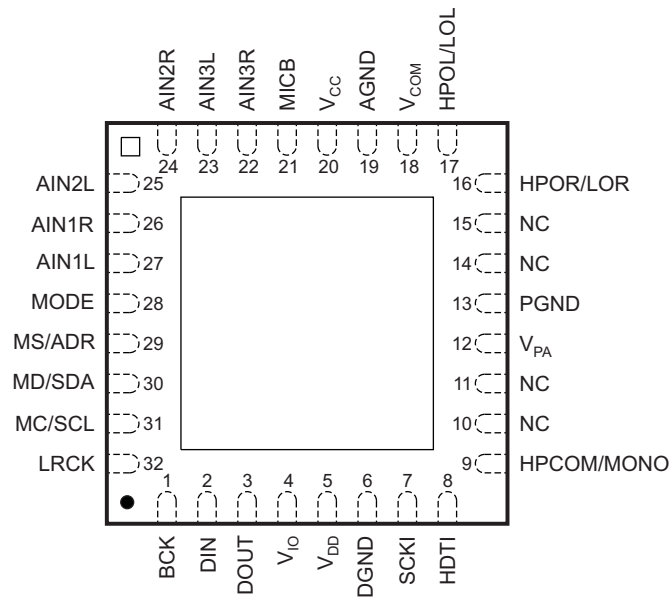 AIN2R
AIN3L
AIN3R
MICB
VCC
AGND
VCOM
HPOL/LOL
24 23 22 21 20 19 18 17
AIN2L 25 16 HPOR/LOR
AIN1R 26 15 NC
AIN1L 27 14 NC
MODE 28 13 PGND
MS/ADR 29 12 VPA
MD/SDA 30 11 NC
MC/SCL 31 10 NC
LRCK 32 9 HPCOM/MONO
1 2 3 4 5 6 7 8
BCK
DIN
DOUT
VIO
VDD
DGND
SCKI
HDTI